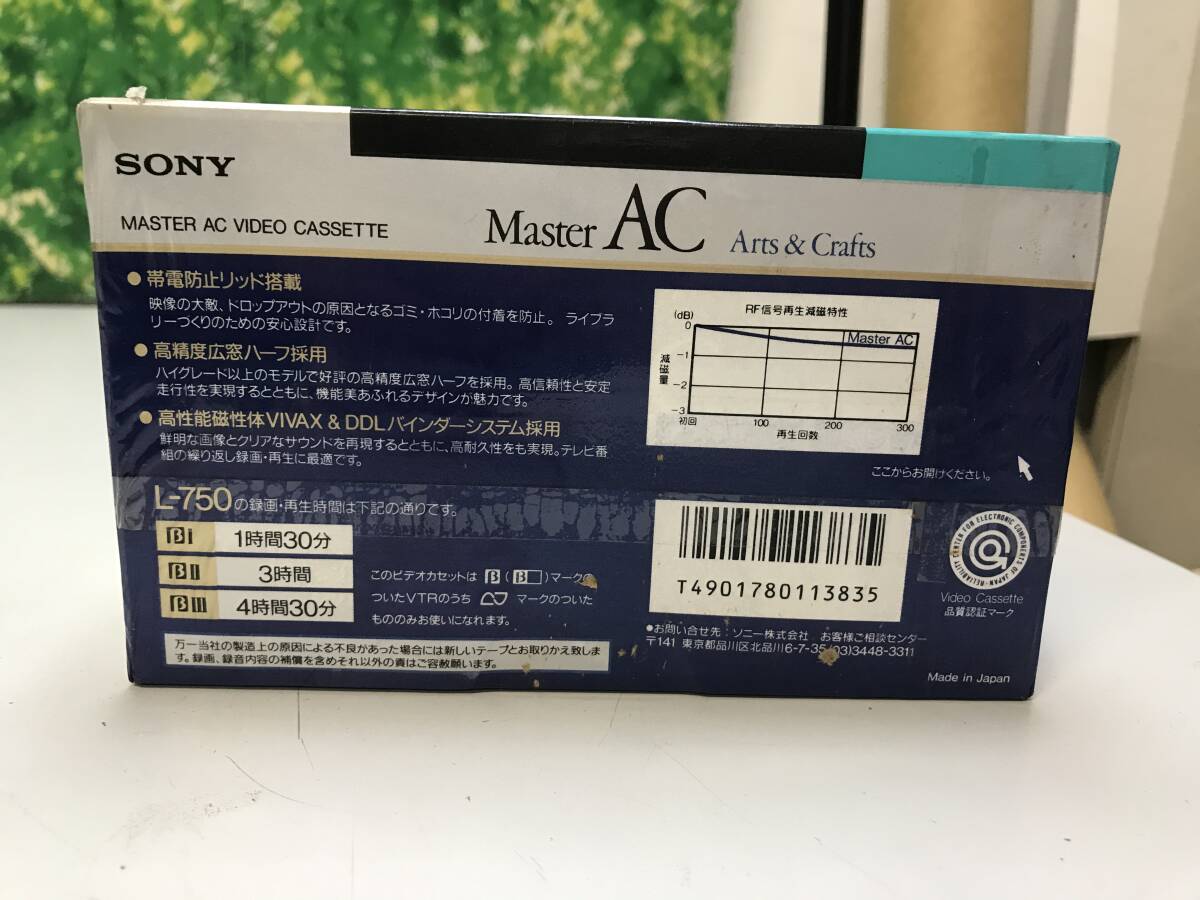 SONY
MASTER AC VIDEO CASSETTE
Master AC Arts & Crafts
●帯電防止リッド搭載
映像の大敵、ドロップアウトの原因となるゴミ・ホコリの付着を防止。ライブラ
リーづくりのための安心設計です。
●高精度広窓ハーフ採用
ハイグレード以上のモデルで好評の高精度広窓ハーフを採用。高信頼性と安定
走行性を実現するとともに、機能美あふれるデザインが魅力です。
●高性能磁性体VIVAX & DDLバインダーシステム採用
鮮明な画像とクリアなサウンドを再現するとともに、高耐久性をも実現。テレビ番
組の繰り返し録画・再生に最適です。
RF信号再生減磁特性
(dB)
0
Master AC
減磁量
-1
-2
-3
初回 100 200 300
再生回数
ここからお開けください。
L-750の録画・再生時間は下記の通りです。
βI 1時間30分
βII 3時間
βIII 4時間30分
このビデオカセットはβ(β)マークの
ついたVTRのうち マークのついた
もののみお使いになれます。
万一当社の製造上の原因による不良があった場合には新しいテープとお取りかえ致しま
す。録画、録音内容の補償を含めそれ以外の責はご容赦願います。
T4901780113835
●お問い合せ先:ソニー株式会社 お客様ご相談センター
〒141 東京都品川区北品川6-7-35(03)3448-3311
RELIABILITY CENTER FOR ELECTRONIC COMPONENTS OF JAPAN
Video Cassette
品質認証マーク
Made in Japan